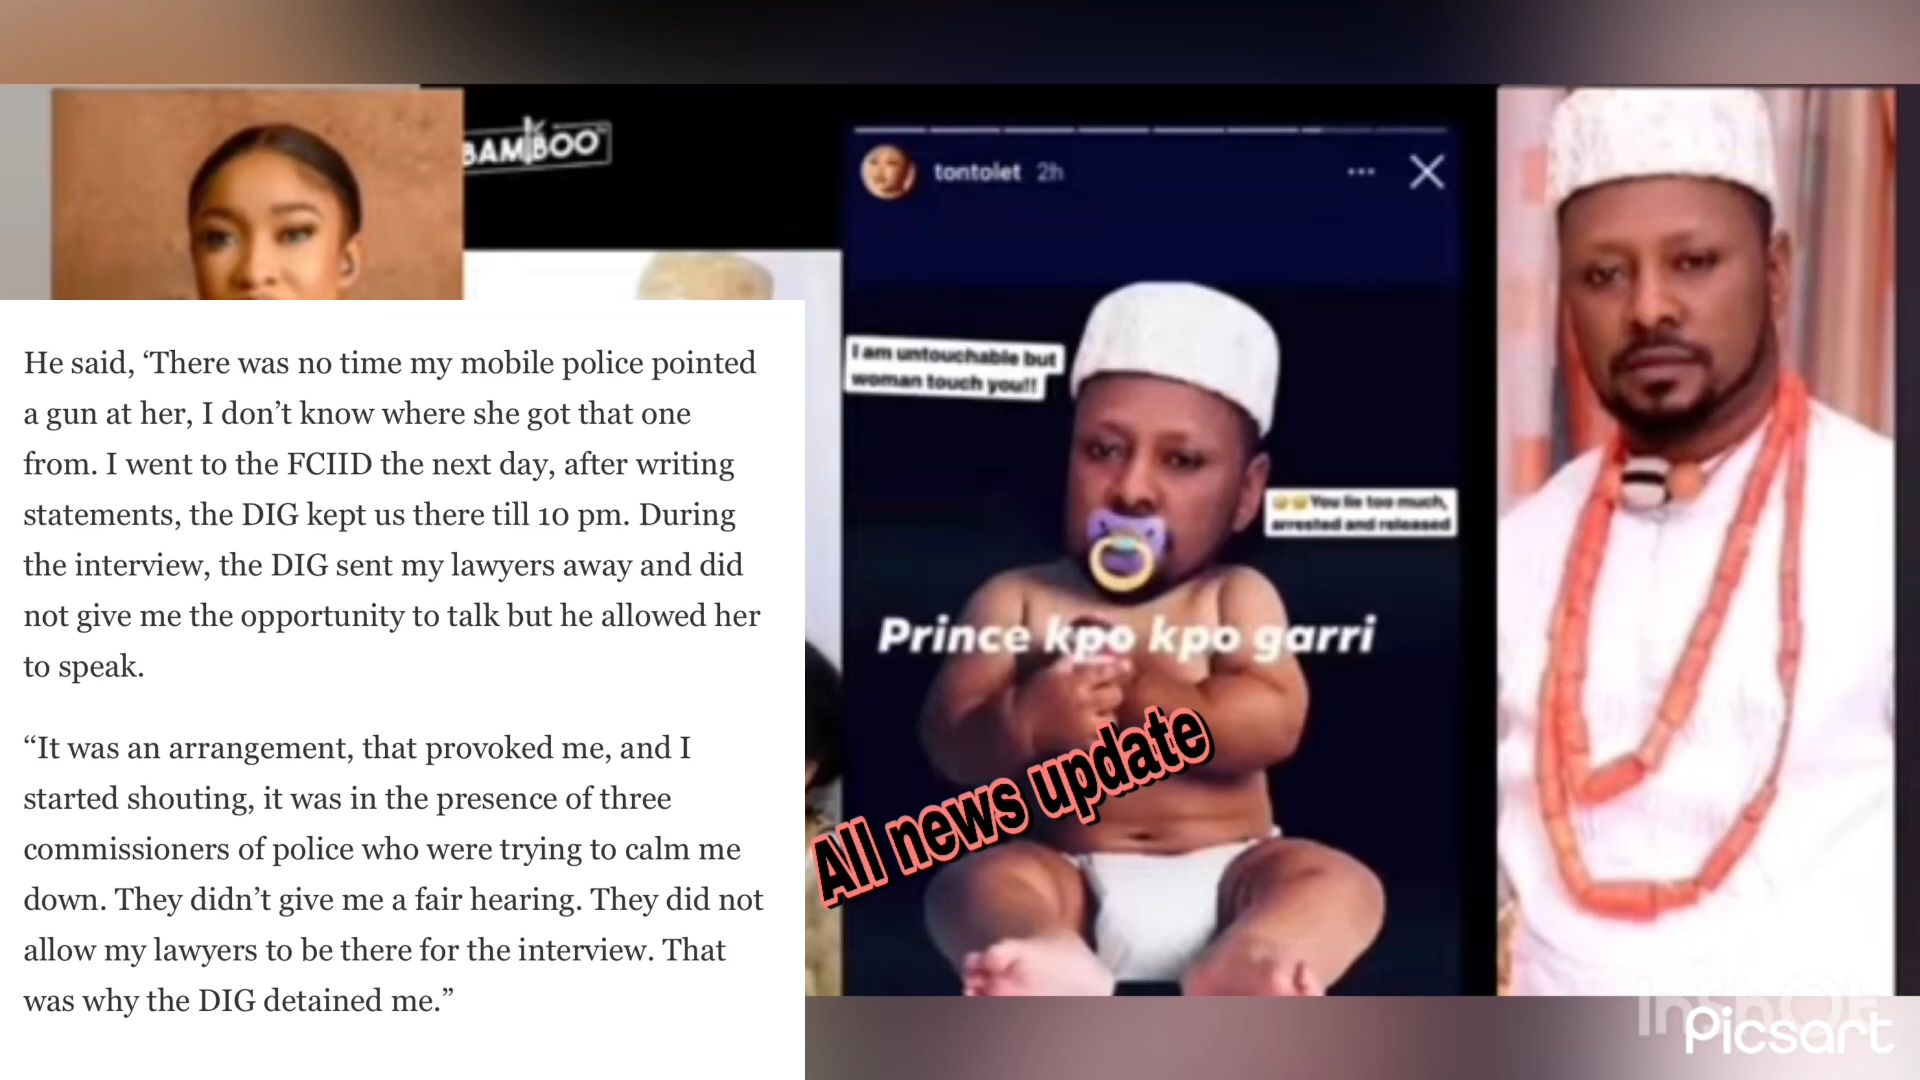 BAMBOO
tontolet 2h
I am untouchable but
woman touch you!!
You lie too much,
arrested and released
Prince kpo kpo garri
All news update
He said, ‘There was no time my mobile police pointed
a gun at her, I don’t know where she got that one
from. I went to the FCIID the next day, after writing
statements, the DIG kept us there till 10 pm. During
the interview, the DIG sent my lawyers away and did
not give me the opportunity to talk but he allowed her
to speak.
“It was an arrangement, that provoked me, and I
started shouting, it was in the presence of three
commissioners of police who were trying to calm me
down. They didn’t give me a fair hearing. They did not
allow my lawyers to be there for the interview. That
was why the DIG detained me.”
InShOt
Picsart